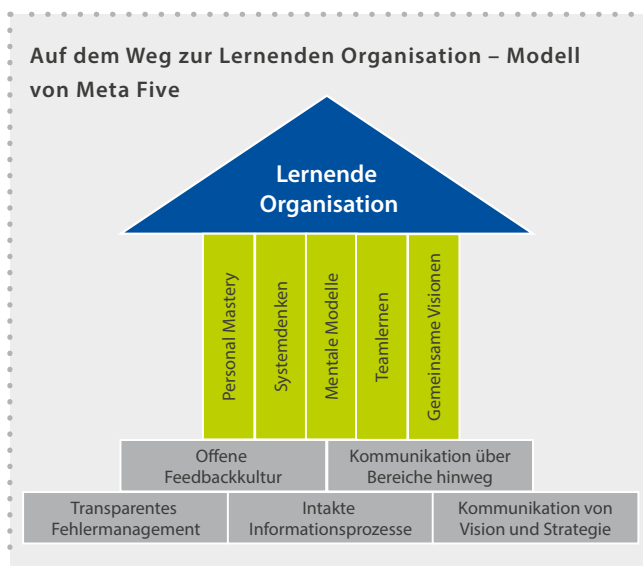 Auf dem Weg zur Lernenden Organisation – Modell
von Meta Five
Lernende
Organisation
Personal Mastery
Systemdenken
Mentale Modelle
Teamlernen
Gemeinsame Visionen
Offene
Feedbackkultur
Kommunikation über
Bereiche hinweg
Transparentes
Fehlermanagement
Intakte
Informationsprozesse
Kommunikation von
Vision und Strategie